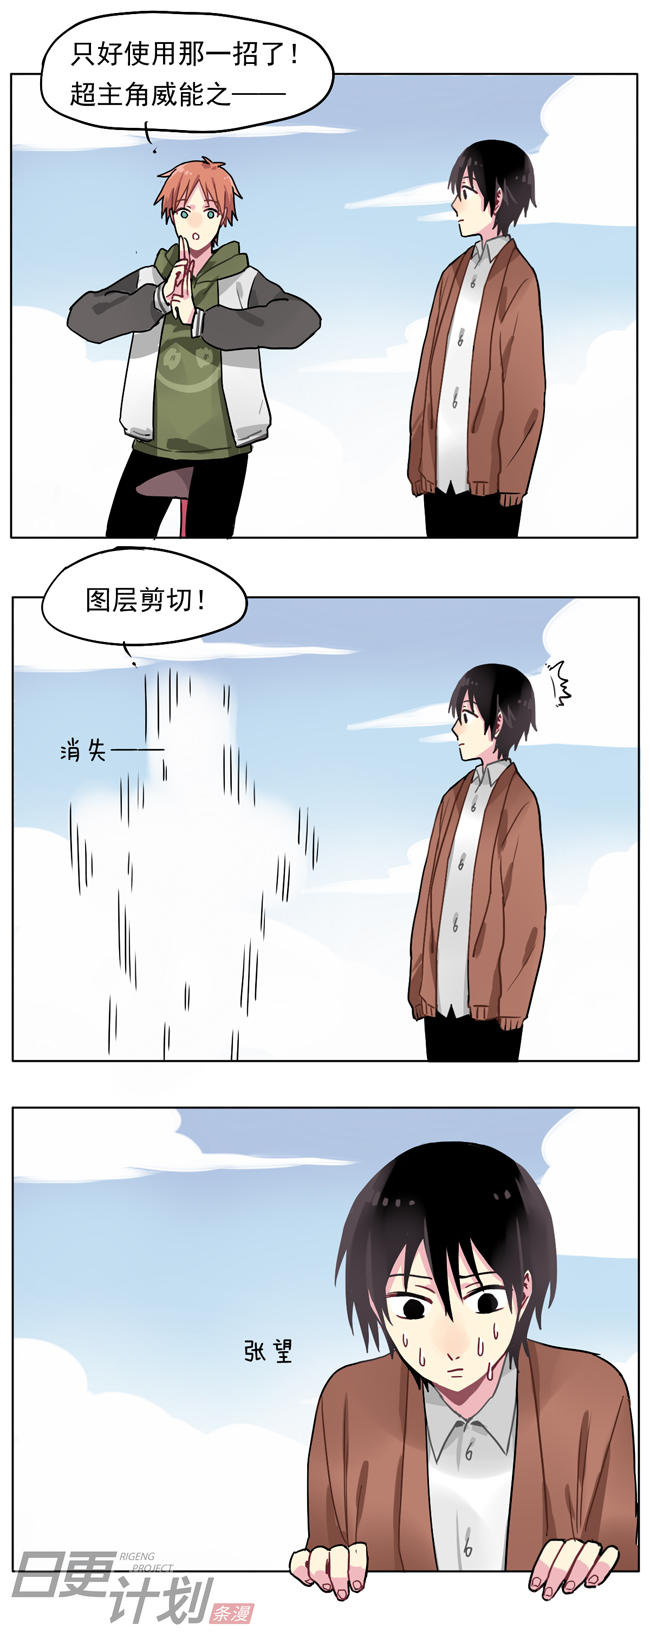 只好使用那一招了！
超主角威能之——
图层剪切！
消失——
张望
日更
RIGENG
PROJECT
计划
条漫